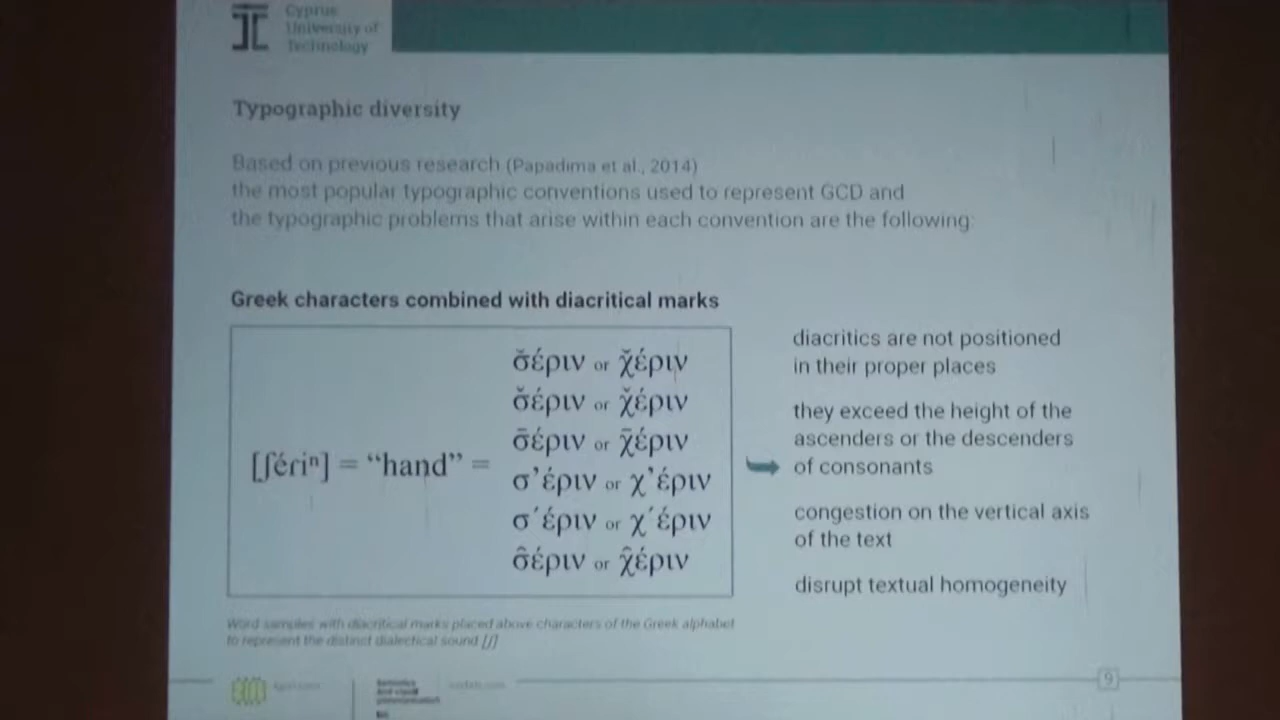 Cyprus
University of
Technology
Typographic diversity
Based on previous research (Papadima et al., 2014)
the most popular typographic conventions used to represent GCD and
the typographic problems that arise within each convention are the following:
Greek characters combined with diacritical marks
[ʃériⁿ] = “hand” =
σ̌έριν or χ̌έριν
σ̆έριν or χ̆έριν
σ̄έριν or χ̄έριν
σ’έριν or χ’έριν
σ΄έριν or χ΄έριν
σ̂έριν or χ̂έριν
diacritics are not positioned
in their proper places
they exceed the height of the
ascenders or the descenders
of consonants
congestion on the vertical axis
of the text
disrupt textual homogeneity
Word samples with diacritical marks placed above characters of the Greek alphabet
to represent the distinct dialectical sound [ʃ]
9